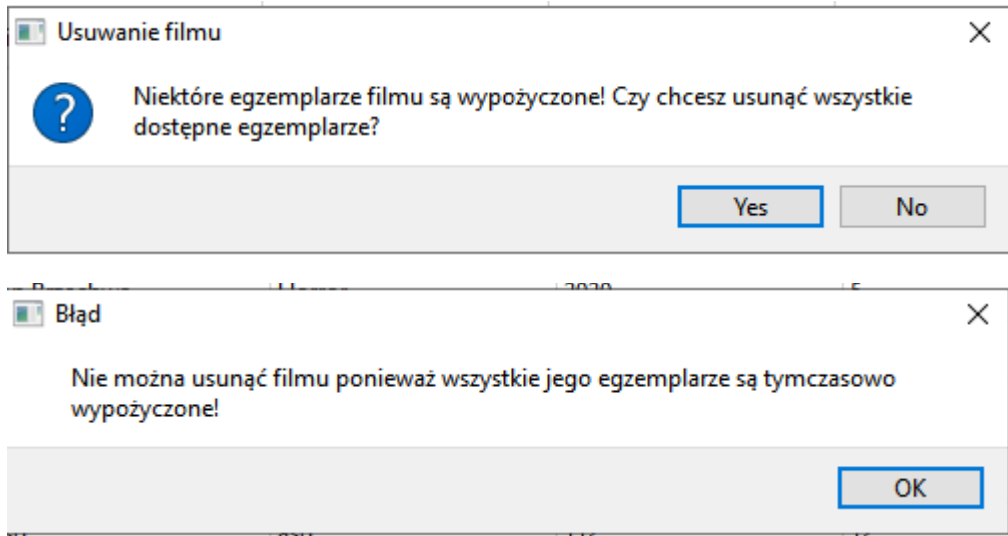 Usuwanie filmu
Niektóre egzemplarze filmu są wypożyczone! Czy chcesz usunąć wszystkie
dostępne egzemplarze?
Yes No
Błąd
Nie można usunąć filmu ponieważ wszystkie jego egzemplarze są tymczasowo
wypożyczone!
OK